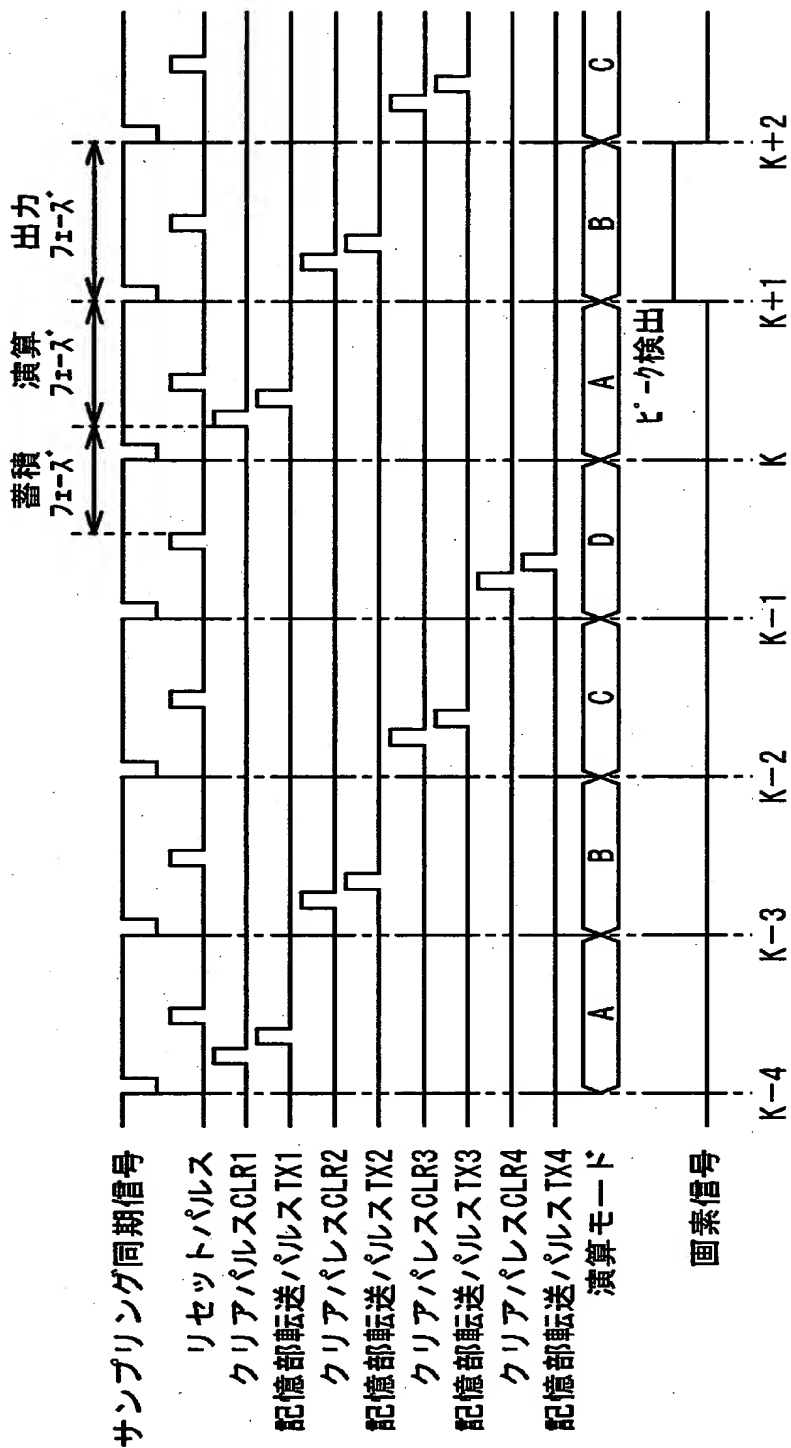 蓄積
フェーズ
演算
フェーズ
出力
フェーズ
サンプリング同期信号
リセットパルス
クリアパルスCLR1
記憶部転送パルスTX1
クリアパルスCLR2
記憶部転送パルスTX2
クリアパレスCLR3
記憶部転送パルスTX3
クリアパレスCLR4
記憶部転送パルスTX4
演算モード
A B C D A B C
ピーク検出
画素信号
K-4 K-3 K-2 K-1 K K+1 K+2